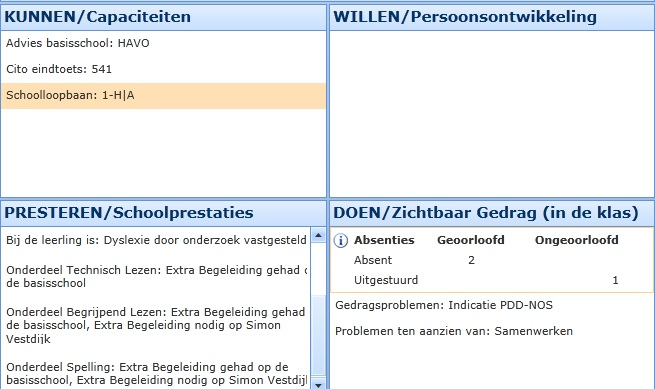 KUNNEN/Capaciteiten
Advies basisschool: HAVO
Cito eindtoets: 541
Schoolloopbaan: 1-H|A
WILLEN/Persoonsontwikkeling
PRESTEREN/Schoolprestaties
Bij de leerling is: Dyslexie door onderzoek vastgesteld
Onderdeel Technisch Lezen: Extra Begeleiding gehad
de basisschool
Onderdeel Begrijpend Lezen: Extra Begeleiding gehad
de basisschool, Extra Begeleiding nodig op Simon
Vestdijk
Onderdeel Spelling: Extra Begeleiding gehad op de
basisschool, Extra Begeleiding nodig op Simon Vestdij
DOEN/Zichtbaar Gedrag (in de klas)
Absenties Geoorloofd Ongeoorloofd
Absent 2
Uitgestuurd 1
Gedragsproblemen: Indicatie PDD-NOS
Problemen ten aanzien van: Samenwerken